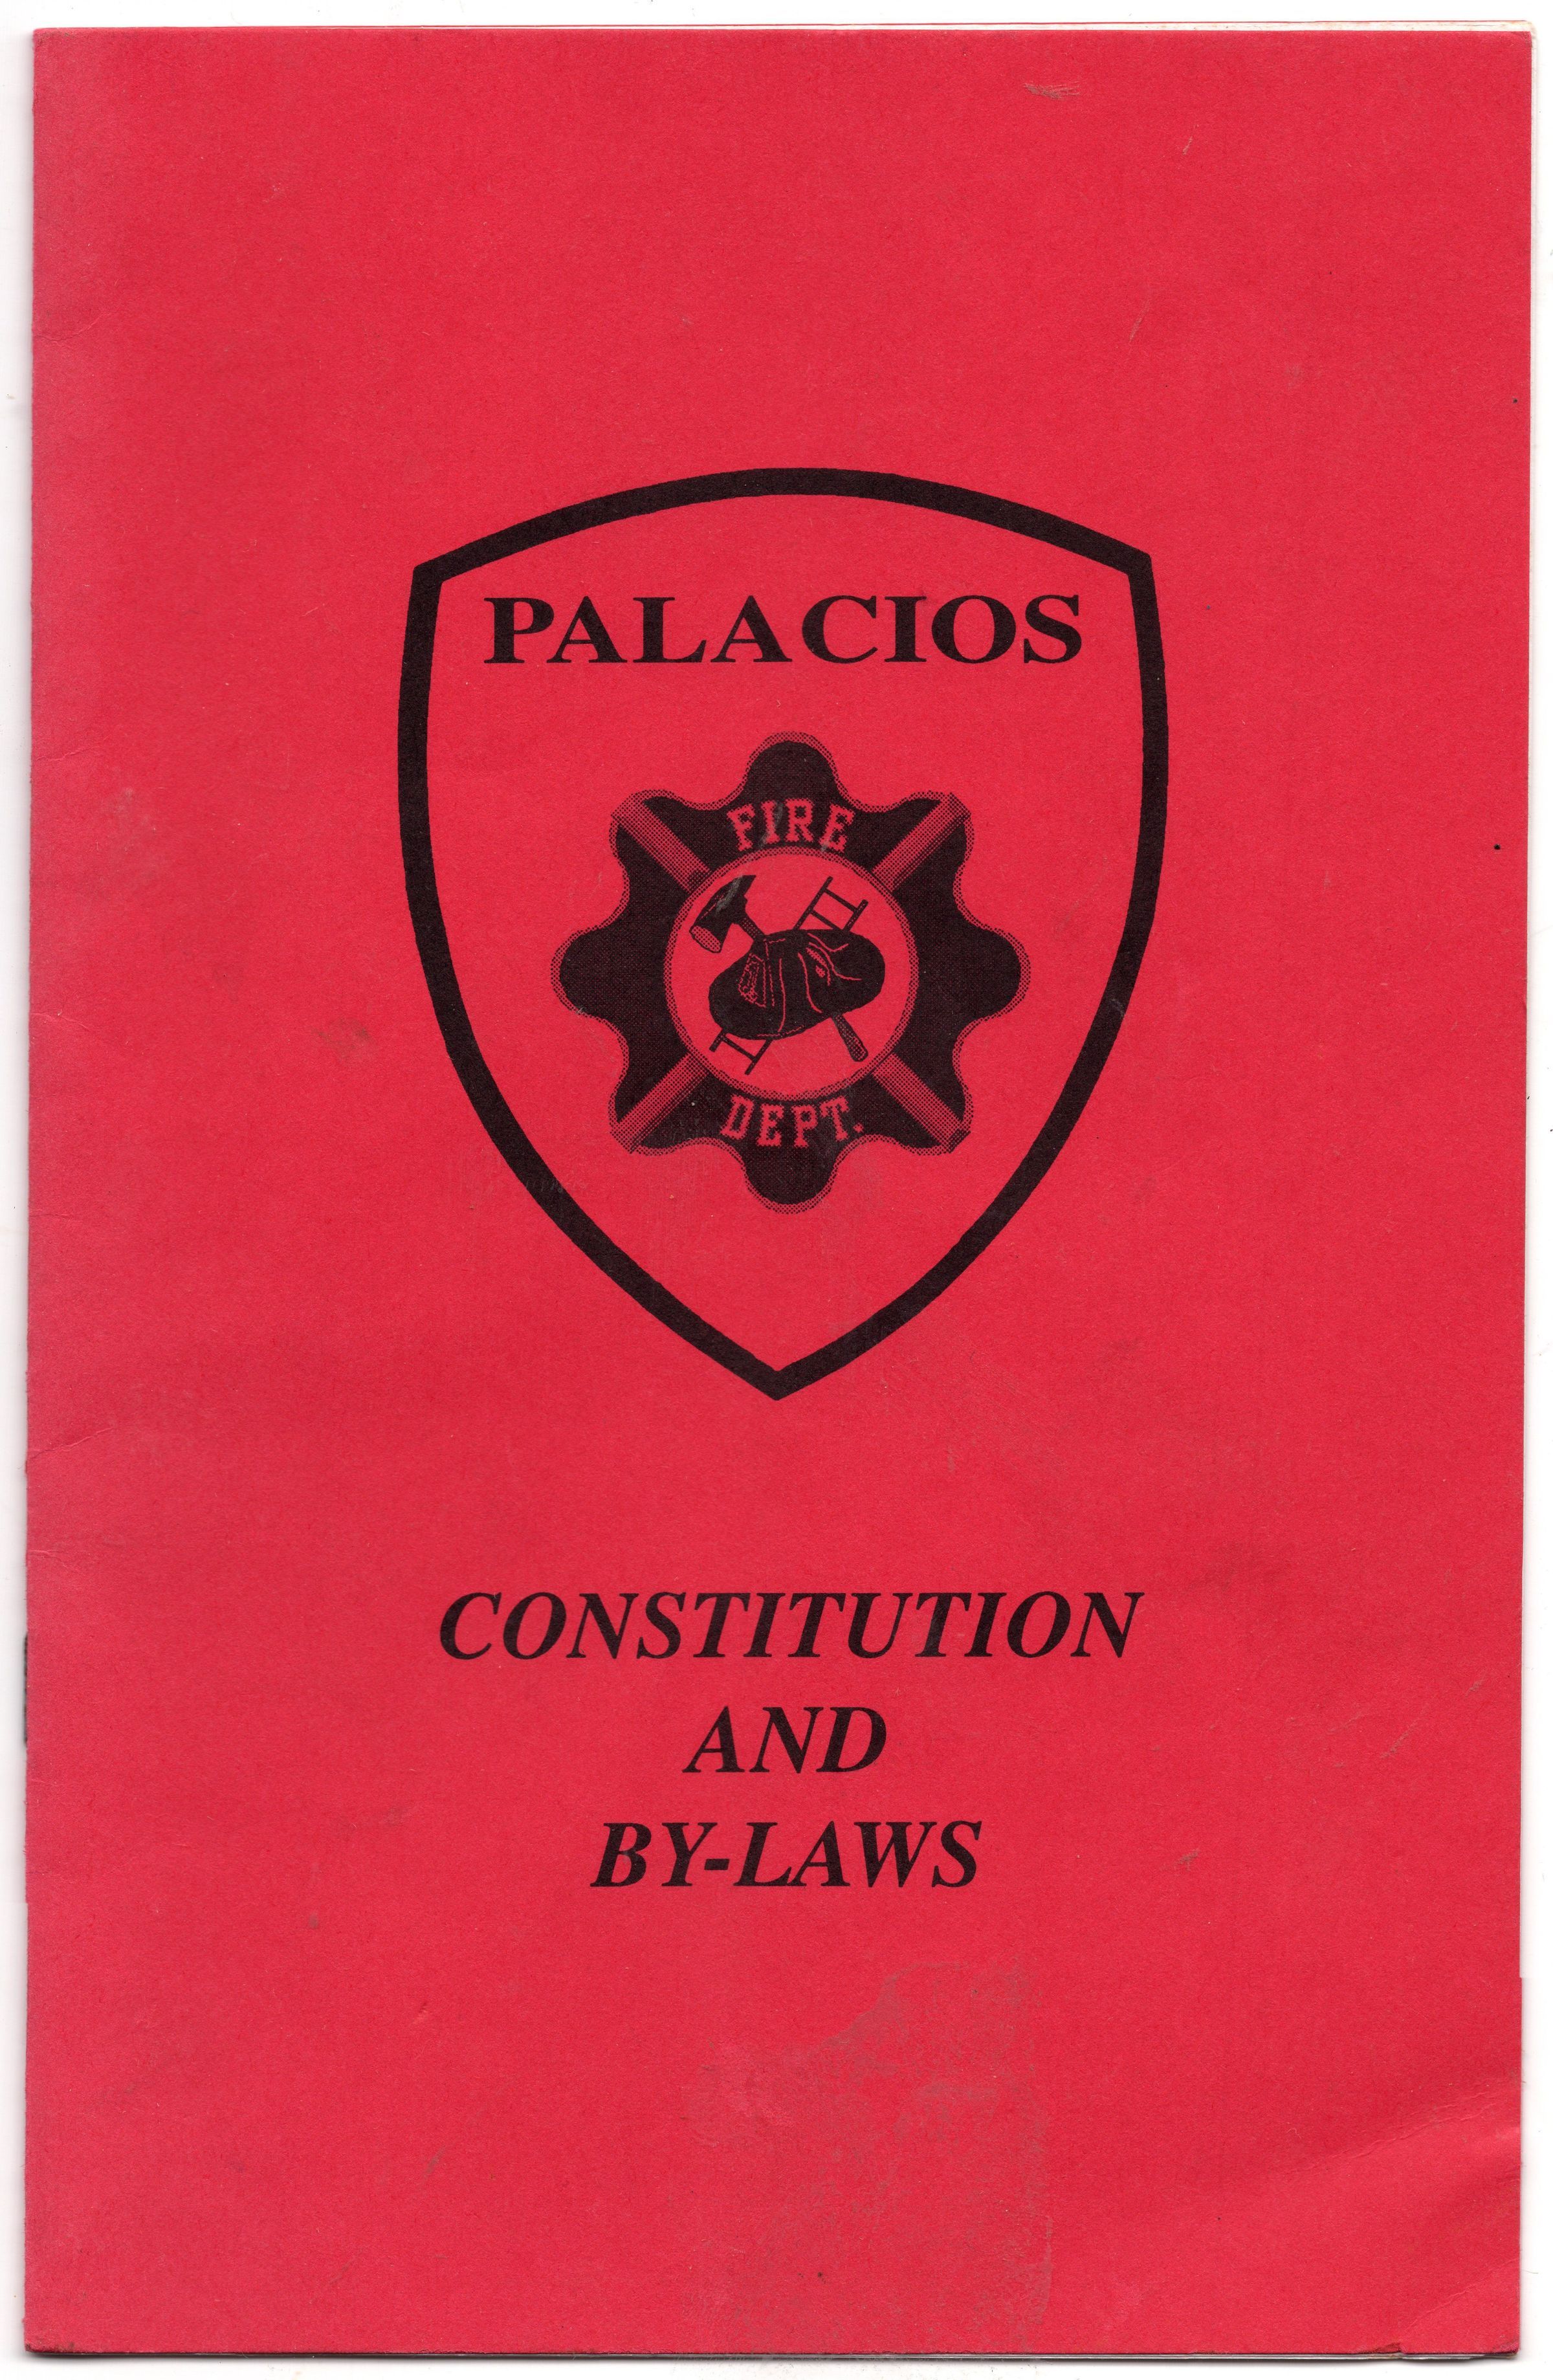 PALACIOS
FIRE
DEPT.
CONSTITUTION
AND
BY-LAWS